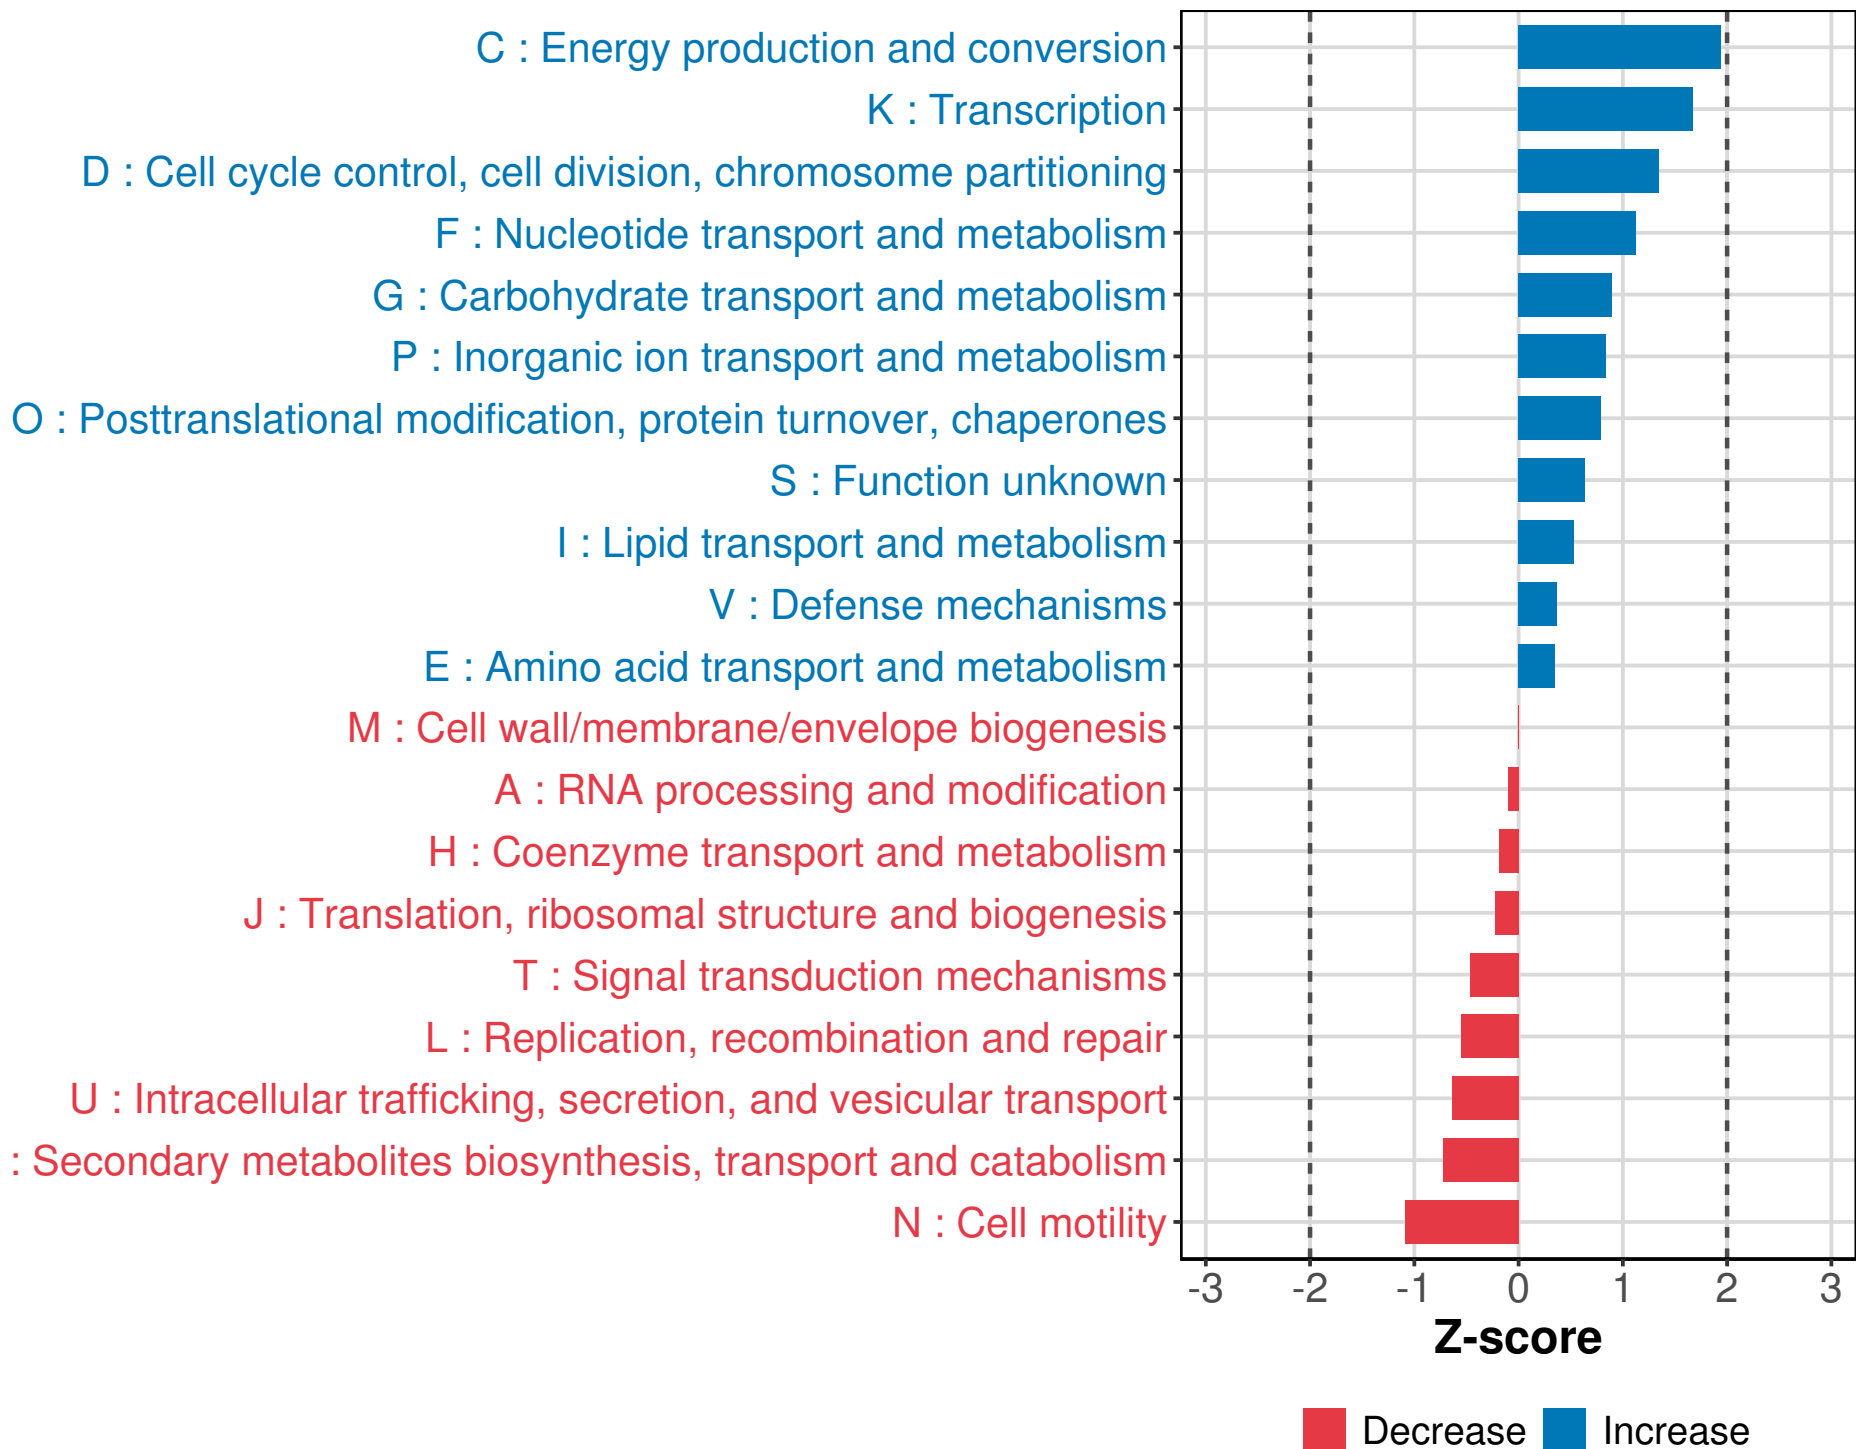 C : Energy production and conversion
K : Transcription
D : Cell cycle control, cell division, chromosome partitioning
F : Nucleotide transport and metabolism
G : Carbohydrate transport and metabolism
P : Inorganic ion transport and metabolism
O : Posttranslational modification, protein turnover, chaperones
S : Function unknown
I : Lipid transport and metabolism
V : Defense mechanisms
E : Amino acid transport and metabolism
M : Cell wall/membrane/envelope biogenesis
A : RNA processing and modification
H : Coenzyme transport and metabolism
J : Translation, ribosomal structure and biogenesis
T : Signal transduction mechanisms
L : Replication, recombination and repair
U : Intracellular trafficking, secretion, and vesicular transport
: Secondary metabolites biosynthesis, transport and catabolism
N : Cell motility
-3 -2 -1 0 1 2 3
Z-score
Decrease Increase